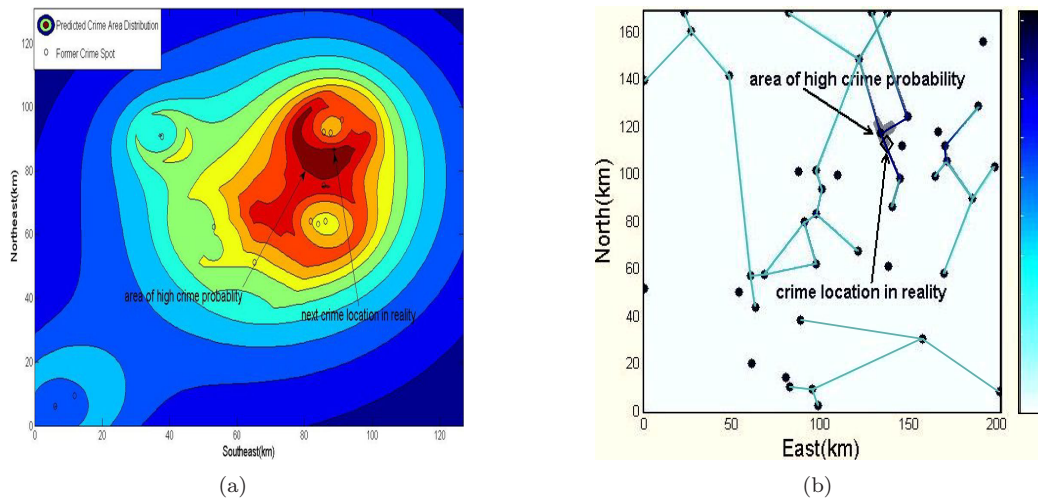 Predicted Crime Area Distribution
Former Crime Spot
Northeast(km)
120
100
80
60
40
20
0
area of high crime probablity
next crime location in reality
0 20 40 60 80 100 120
Southeast(km)
(a)
North(km)
160
140
120
100
80
60
40
20
0
area of high crime probability
crime location in reality
0 50 100 150 200
East(km)
(b)